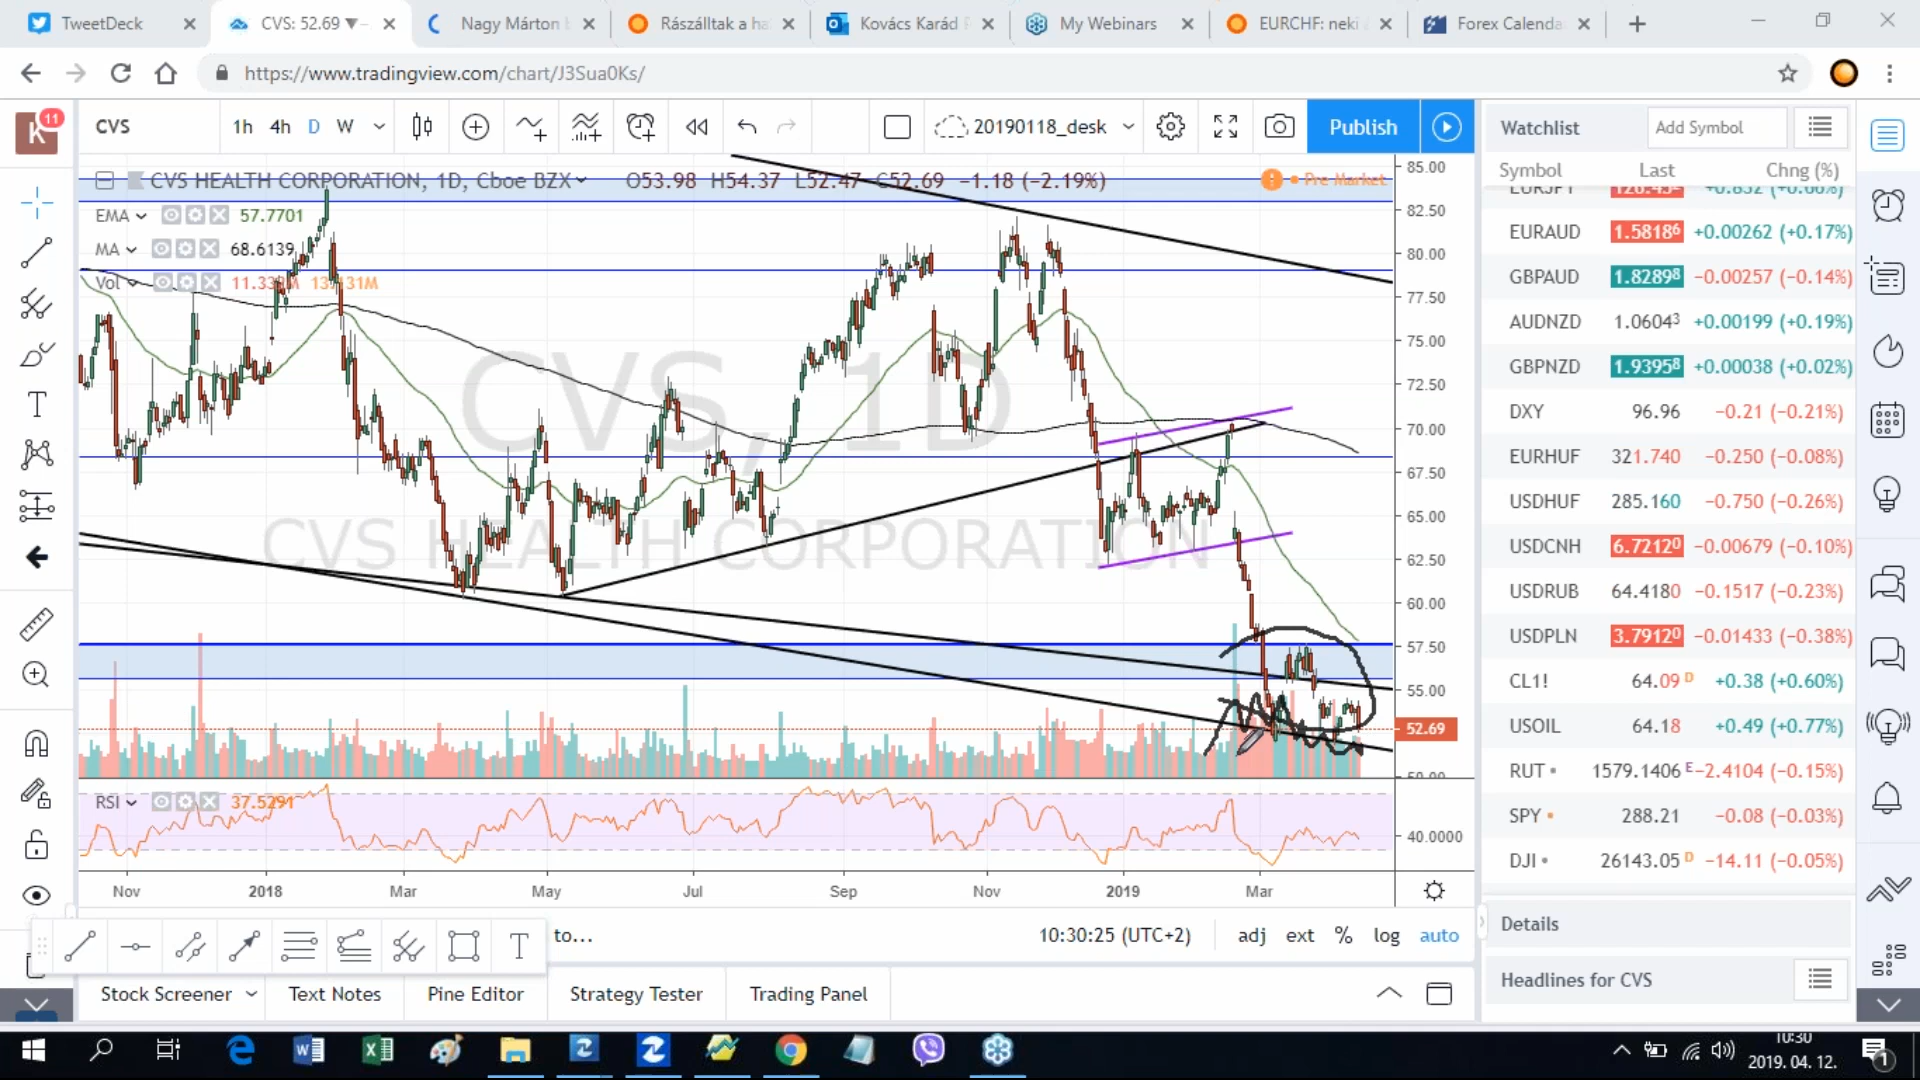 TweetDeck
CVS: 52.69 ▼
Nagy Márton
Rászálltak a ha
Kovács Karád
My Webinars
EURCHF: neki
Forex Calenda
https://www.tradingview.com/chart/J3Sua0Ks/
K 11
CVS 1h 4h D W 20190118_desk Publish
Watchlist Add Symbol
Symbol Last Chng (%)
CVS HEALTH CORPORATION, 1D, Cboe BZX O53.98 H54.37 L52.47 C52.69 −1.18 (−2.19%) Pre Market
EMA 57.7701
MA 68.6139
Vol
CVS, 1D
CVS HEALTH CORPORATION
85.00
82.50
80.00
77.50
75.00
72.50
70.00
67.50
65.00
62.50
60.00
57.50
55.00
52.69
50.00
RSI 37.5291
40.0000
Nov 2018 Mar May Jul Sep Nov 2019 Mar
EURJPY +0.832 (+0.66%)
EURAUD 1.58186 +0.00262 (+0.17%)
GBPAUD 1.82898 −0.00257 (−0.14%)
AUDNZD 1.06043 +0.00199 (+0.19%)
GBPNZD 1.93958 +0.00038 (+0.02%)
DXY 96.96 −0.21 (−0.21%)
EURHUF 321.740 −0.250 (−0.08%)
USDHUF 285.160 −0.750 (−0.26%)
USDCNH 6.72120 −0.00679 (−0.10%)
USDRUB 64.4180 −0.1517 (−0.23%)
USDPLN 3.79120 −0.01433 (−0.38%)
CL1! 64.09 D +0.38 (+0.60%)
USOIL 64.18 +0.49 (+0.77%)
RUT 1579.1406 E −2.4104 (−0.15%)
SPY 288.21 −0.08 (−0.03%)
DJI 26143.05 D −14.11 (−0.05%)
to...
10:30:25 (UTC+2) adj ext % log auto
Details
Headlines for CVS
Stock Screener Text Notes Pine Editor Strategy Tester Trading Panel
10:30
2019. 04. 12.
1